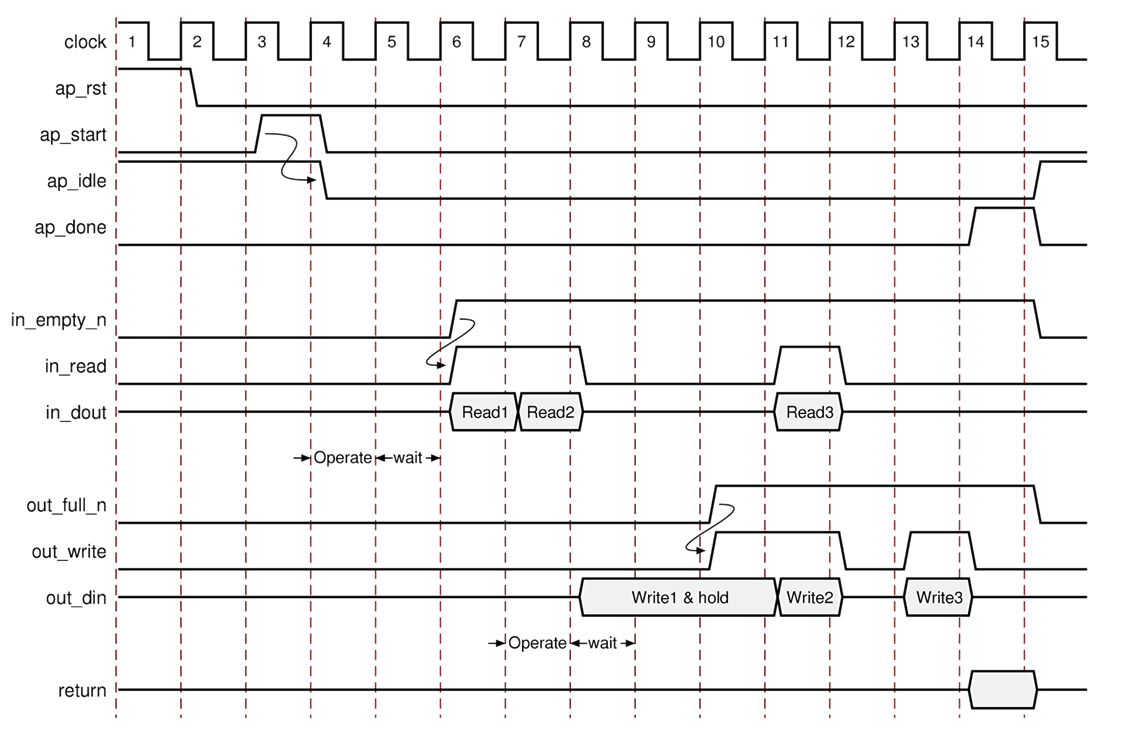 clock 1 2 3 4 5 6 7 8 9 10 11 12 13 14 15
ap_rst
ap_start
ap_idle
ap_done
in_empty_n
in_read
in_dout Read1 Read2 Read3
Operate wait
out_full_n
out_write
out_din Write1 & hold Write2 Write3
Operate wait
return